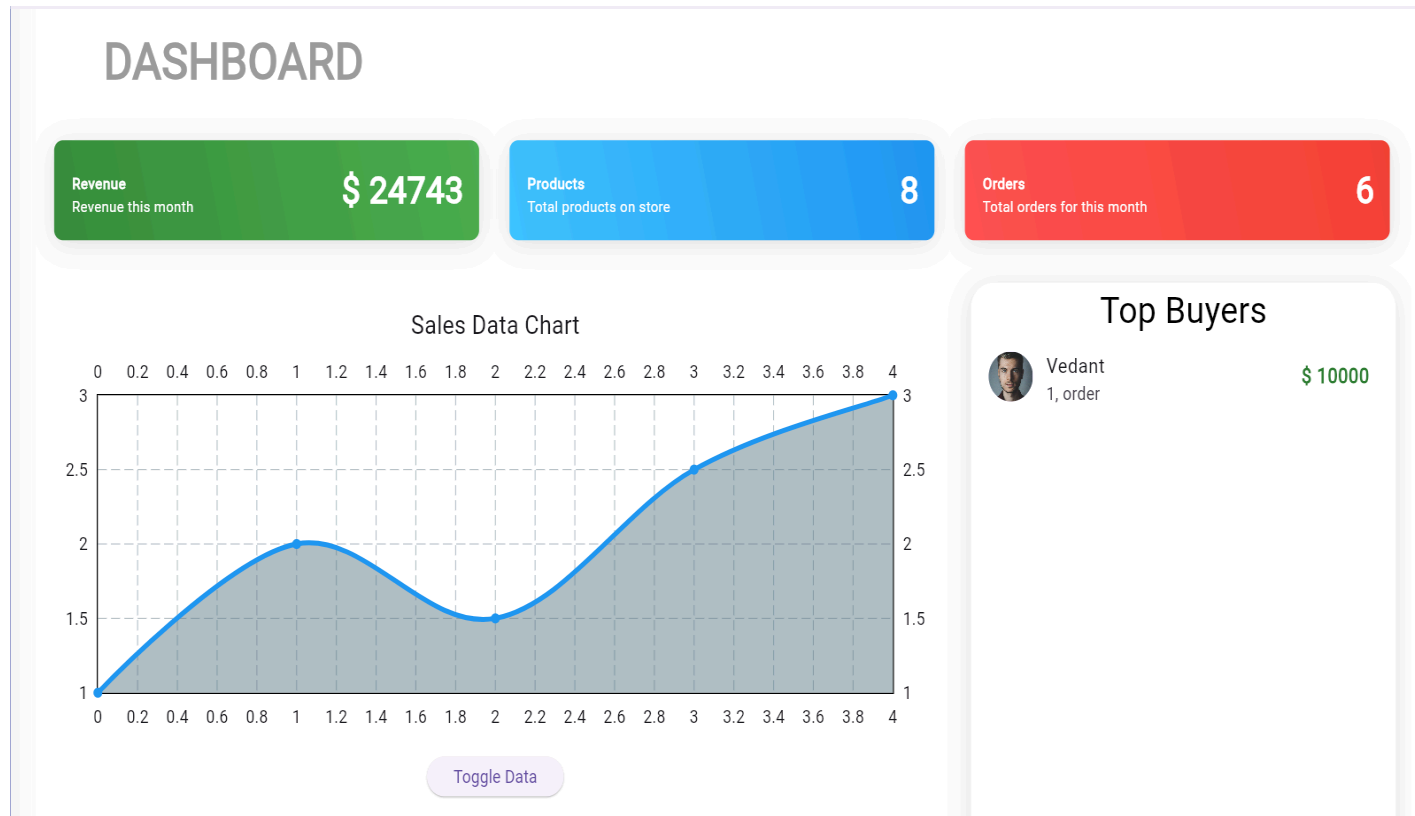 DASHBOARD
Revenue
Revenue this month
$ 24743
Products
Total products on store
8
Orders
Total orders for this month
6
Sales Data Chart
0 0.2 0.4 0.6 0.8 1 1.2 1.4 1.6 1.8 2 2.2 2.4 2.6 2.8 3 3.2 3.4 3.6 3.8 4
3 3
2.5 2.5
2 2
1.5 1.5
1 1
0 0.2 0.4 0.6 0.8 1 1.2 1.4 1.6 1.8 2 2.2 2.4 2.6 2.8 3 3.2 3.4 3.6 3.8 4
Toggle Data
Top Buyers
Vedant
1, order
$ 10000